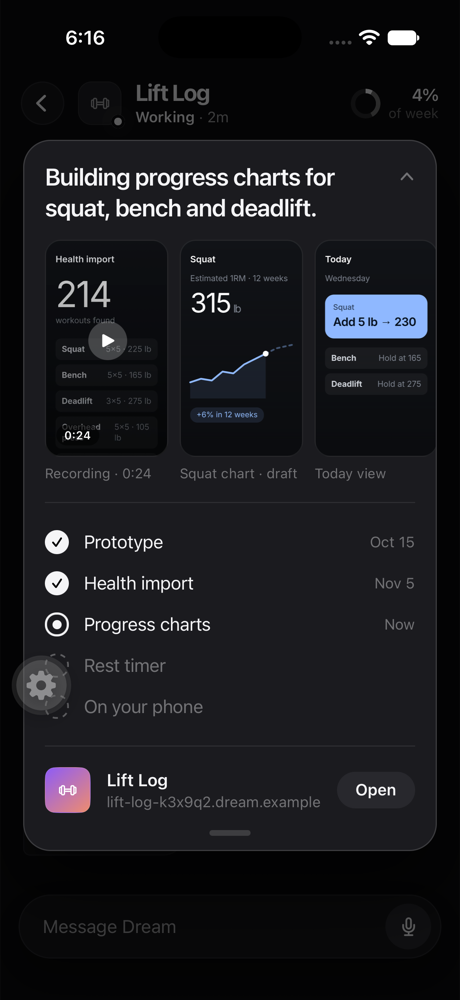 6:16
Lift Log
Working · 2m
4%
of week
Building progress charts for
squat, bench and deadlift.
Health import
214
workouts found
Squat 5×5 · 225 lb
Bench 5×5 · 165 lb
Deadlift 3×5 · 275 lb
Overhead 5×5 · 105
lb
0:24
Recording · 0:24
Squat
Estimated 1RM · 12 weeks
315 lb
+6% in 12 weeks
Squat chart · draft
Today
Wednesday
Squat
Add 5 lb → 230
Bench Hold at 165
Deadlift Hold at 275
Today view
Prototype Oct 15
Health import Nov 5
Progress charts Now
Rest timer
On your phone
Lift Log
lift-log-k3x9q2.dream.example
Open
Message Dream